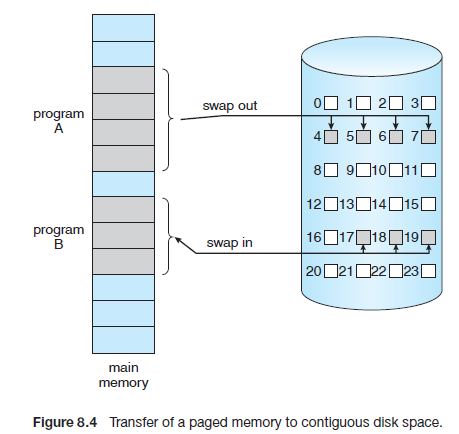 program
A
swap out
0 1 2 3
4 5 6 7
8 9 10 11
12 13 14 15
program
B
swap in
16 17 18 19
20 21 22 23
main
memory
Figure 8.4 Transfer of a paged memory to contiguous disk space.